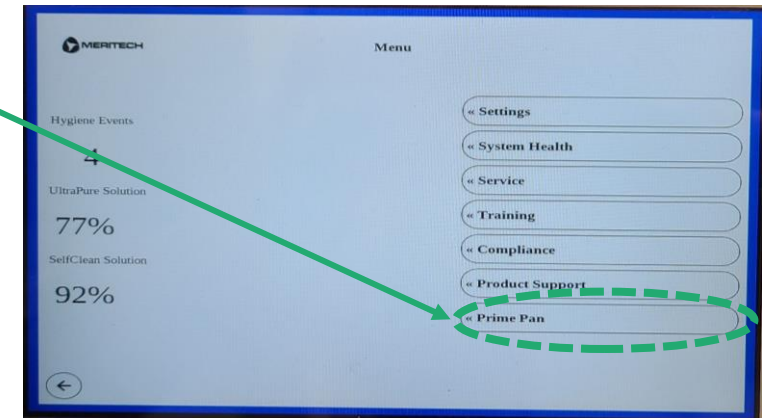 MERITECH
Menu
Hygiene Events
4
UltraPure Solution
77%
SelfClean Solution
92%
« Settings
« System Health
« Service
« Training
« Compliance
« Product Support
« Prime Pan